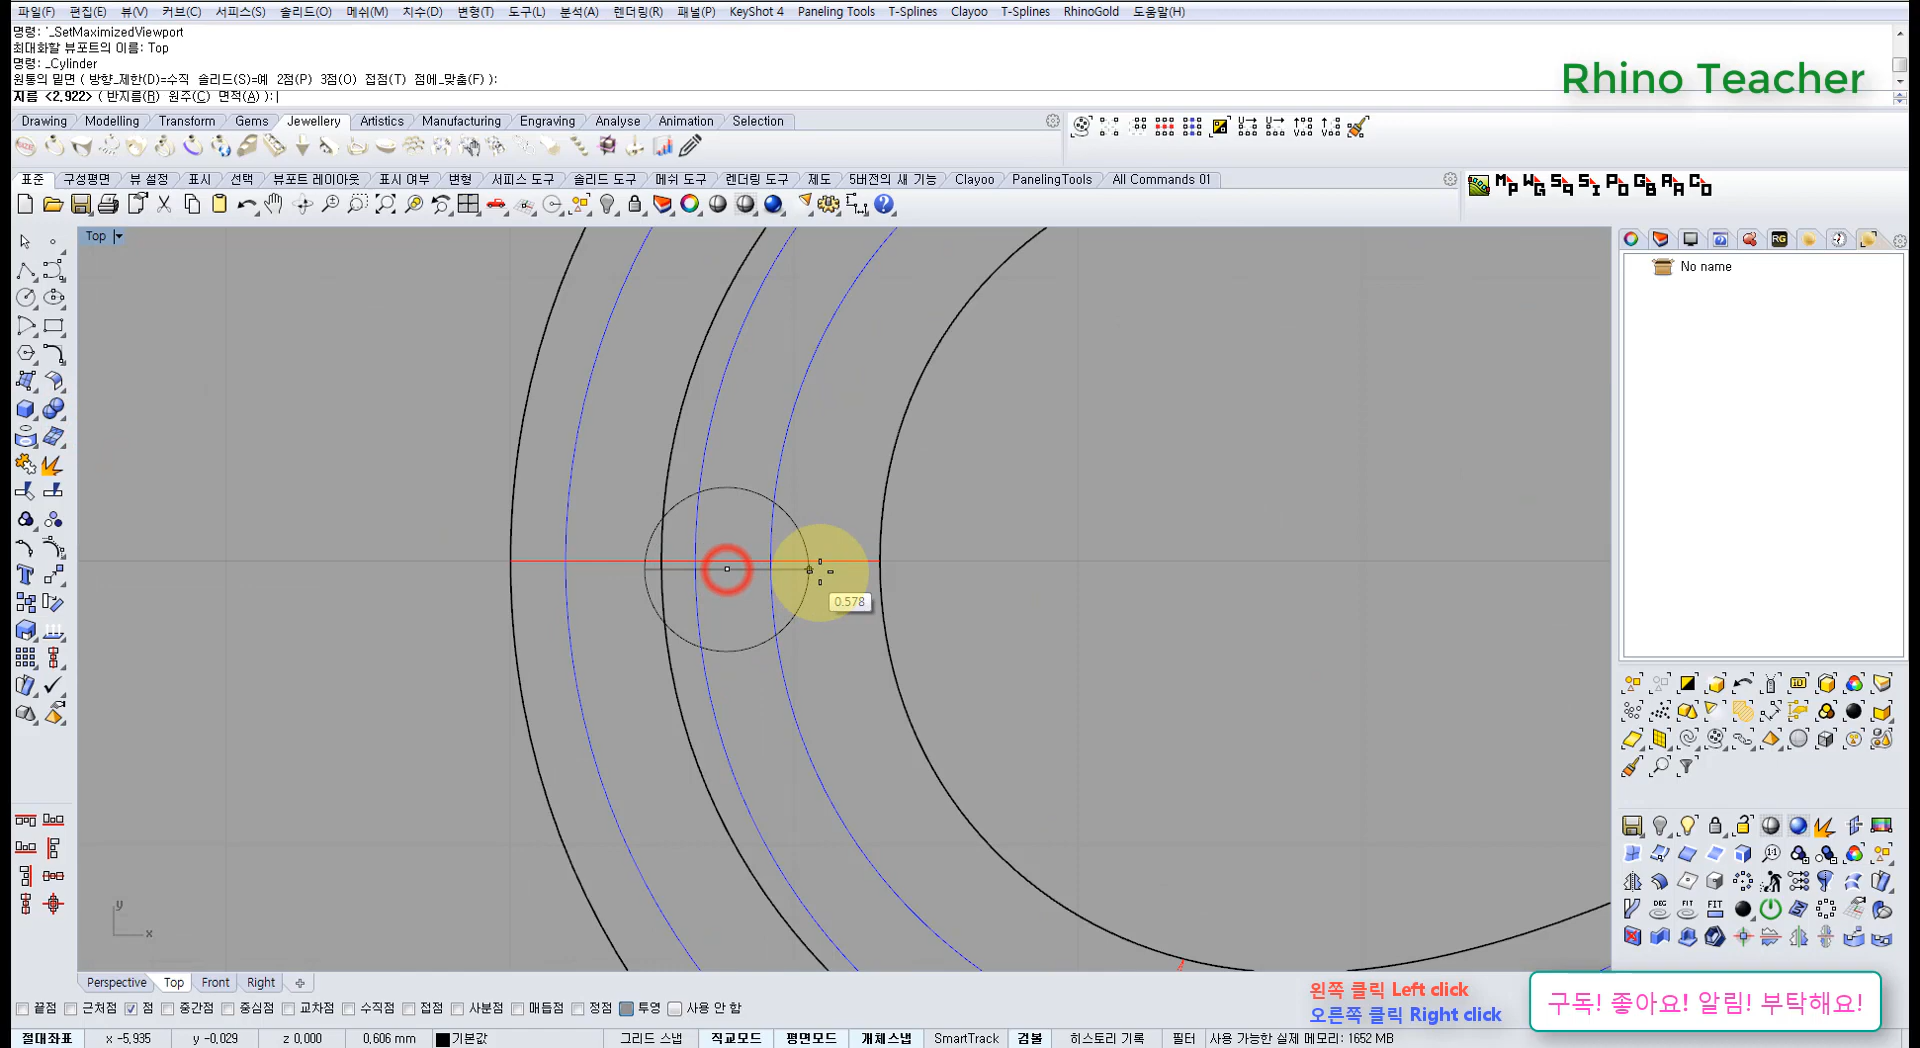 파일(F) 편집(E) 뷰(V) 커브(C) 서피스(S) 솔리드(O) 메쉬(M) 치수(D) 변형(T) 도구(L) 분석(A) 렌더링(R) 패널(P) KeyShot 4 Paneling Tools T-Splines Clayoo T-Splines RhinoGold 도움말(H)
명령: '_SetMaximizedViewport
최대화할 뷰포트의 이름: Top
명령: _Cylinder
원통의 밑면 ( 방향_제한(D)=수직 솔리드(S)=예 2점(P) 3점(O) 접점(T) 점에_맞춤(F) ):
지름 <2,922> ( 반지름(R) 원주(C) 면적(A) ):
Rhino Teacher
Drawing Modelling Transform Gems Jewellery Artistics Manufacturing Engraving Analyse Animation Selection
표준 구성평면 뷰 설정 표시 선택 뷰포트 레이아웃 표시 여부 변형 서피스 도구 솔리드 도구 메쉬 도구 렌더링 도구 제도 5버전의 새 기능 Clayoo PanelingTools All Commands 01
Top
No name
0.578
y
x
Perspective Top Front Right
끝점 근처점 점 중간점 중심점 교차점 수직점 접점 사분점 매듭점 정점 투영 사용 안 함
왼쪽 클릭 Left click
오른쪽 클릭 Right click
구독! 좋아요! 알림! 부탁해요!
절대좌표 x -5,935 y -0,029 z 0,000 0,606 mm 기본값 그리드 스냅 직교모드 평면모드 개체스냅 SmartTrack 검볼 히스토리 기록 필터 사용 가능한 실제 메모리: 1652 MB